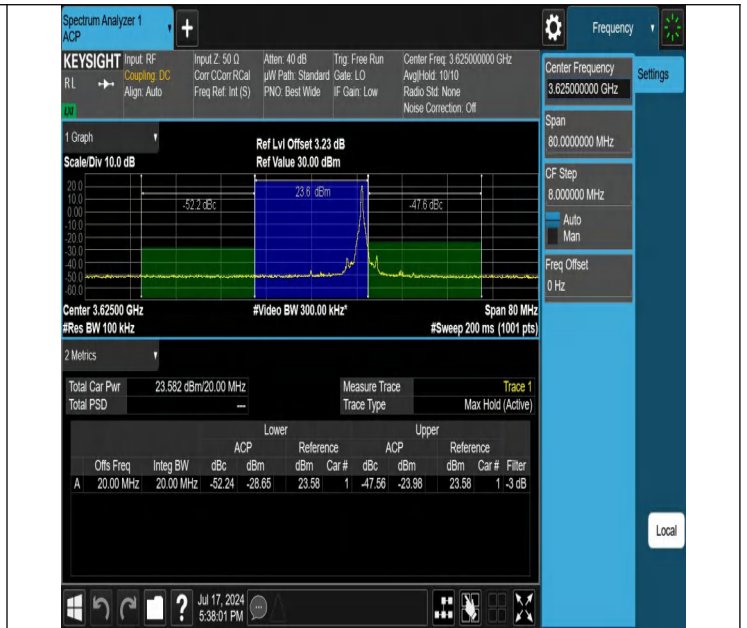 Spectrum Analyzer 1
ACP
Frequency
KEYSIGHT
RL
Input: RF
Coupling: DC
Align: Auto
Input Z: 50 Ω
Corr CCorr RCal
Freq Ref: Int (S)
Atten: 40 dB
µW Path: Standard
PNO: Best Wide
Trig: Free Run
Gate: LO
IF Gain: Low
Center Freq: 3.625000000 GHz
Avg|Hold: 10/10
Radio Std: None
Noise Correction: Off
Center Frequency
3.625000000 GHz
Settings
Span
80.0000000 MHz
CF Step
8.000000 MHz
Auto
Man
Freq Offset
0 Hz
1 Graph
Scale/Div 10.0 dB
Ref Lvl Offset 3.23 dB
Ref Value 30.00 dBm
20.0
10.0
0.00
-10.0
-20.0
-30.0
-40.0
-50.0
-60.0
-52.2 dBc
23.6 dBm
-47.6 dBc
Center 3.62500 GHz
#Video BW 300.00 kHz*
Span 80 MHz
#Res BW 100 kHz
#Sweep 200 ms (1001 pts)
2 Metrics
Total Car Pwr 23.582 dBm/20.00 MHz
Total PSD ---
Measure Trace Trace 1
Trace Type Max Hold (Active)
Lower Upper
ACP Reference ACP Reference
Offs Freq Integ BW dBc dBm dBm Car # dBc dBm dBm Car # Filter
A 20.00 MHz 20.00 MHz -52.24 -28.65 23.58 1 -47.56 -23.98 23.58 1 -3 dB
Local
Jul 17, 2024
5:38:01 PM